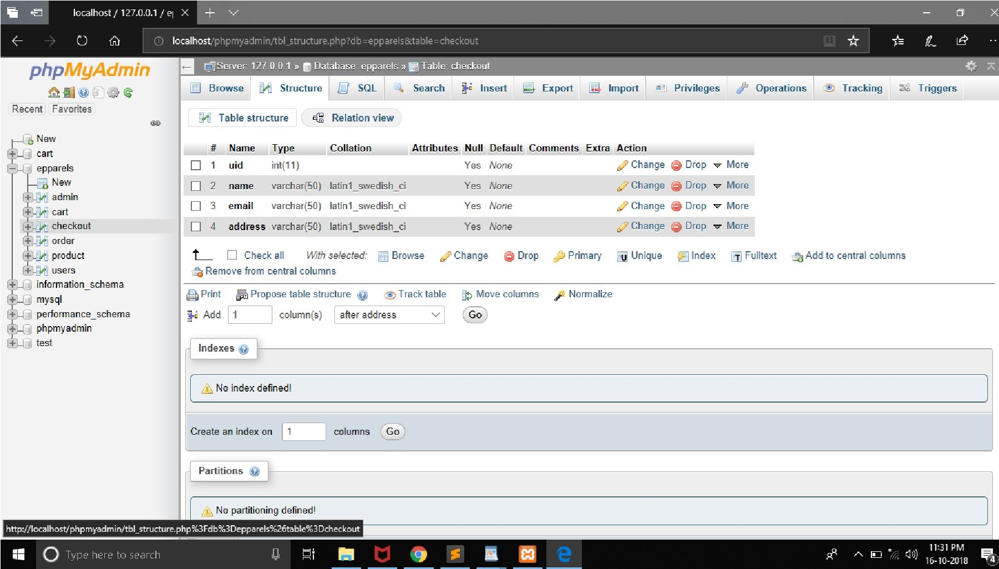 localhost / 127.0.0.1 / ep
localhost/phpmyadmin/tbl_structure.php?db=epparels&table=checkout
phpMyAdmin
Recent Favorites
New
cart
epparels
New
admin
cart
checkout
order
product
users
information_schema
mysql
performance_schema
phpmyadmin
test
Server: 127.0.0.1 » Database: epparels » Table: checkout
Browse Structure SQL Search Insert Export Import Privileges Operations Tracking Triggers
Table structure Relation view
# Name Type Collation Attributes Null Default Comments Extra Action
1 uid int(11) Yes None Change Drop More
2 name varchar(50) latin1_swedish_ci Yes None Change Drop More
3 email varchar(50) latin1_swedish_ci Yes None Change Drop More
4 address varchar(50) latin1_swedish_ci Yes None Change Drop More
Check all With selected: Browse Change Drop Primary Unique Index Fulltext Add to central columns
Remove from central columns
Print Propose table structure Track table Move columns Normalize
Add 1 column(s) after address Go
Indexes
No index defined!
Create an index on 1 columns Go
Partitions
No partitioning defined!
http://localhost/phpmyadmin/tbl_structure.php%3Fdb%3Depparels%26table%3Dcheckout
Type here to search
11:31 PM
16-10-2018
4